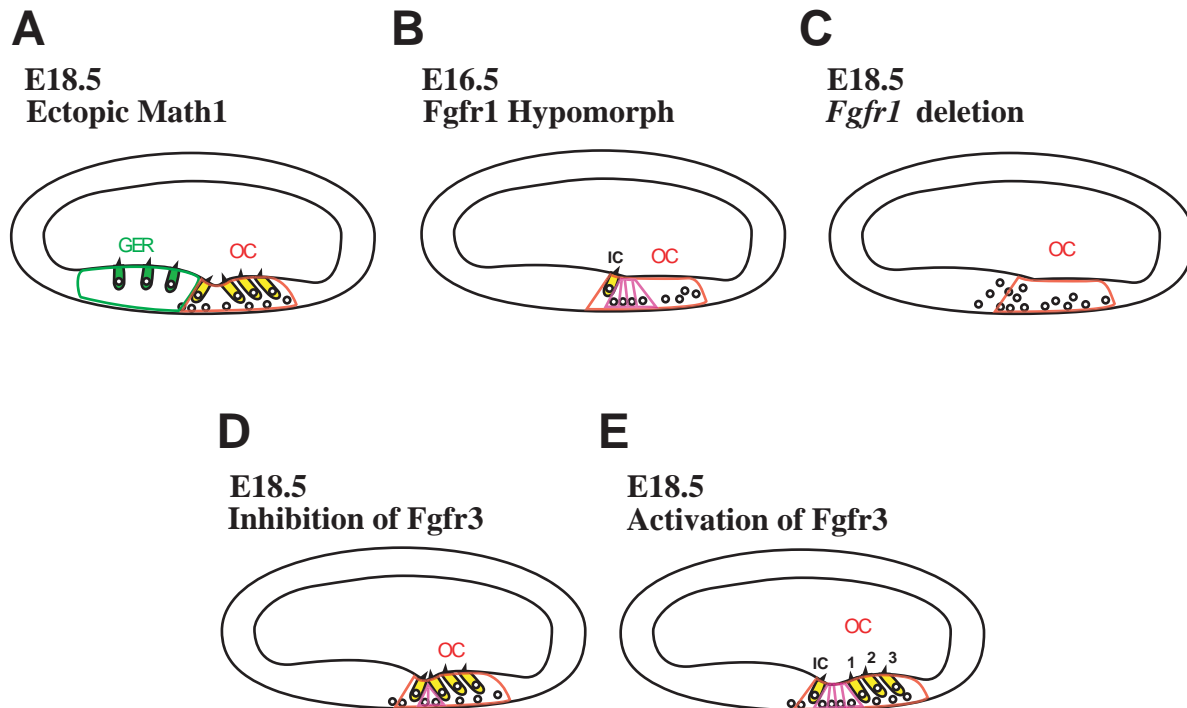 A
E18.5
Ectopic Math1
GER
OC
B
E16.5
Fgfr1 Hypomorph
IC
OC
C
E18.5
Fgfr1 deletion
OC
D
E18.5
Inhibition of Fgfr3
OC
E
E18.5
Activation of Fgfr3
OC
IC 1 2 3